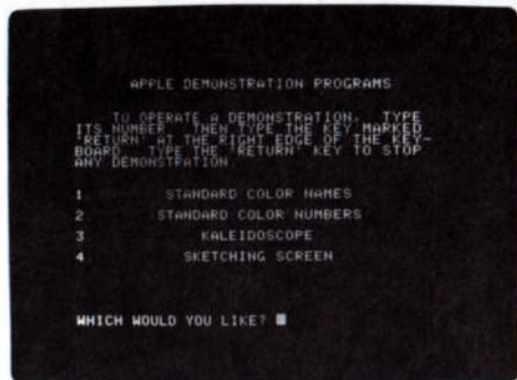 APPLE DEMONSTRATION PROGRAMS
TO OPERATE A DEMONSTRATION, TYPE
ITS NUMBER THEN TYPE THE KEY MARKED
'RETURN' AT THE RIGHT EDGE OF THE KEY-
BOARD TYPE THE 'RETURN' KEY TO STOP
ANY DEMONSTRATION
1 STANDARD COLOR NAMES
2 STANDARD COLOR NUMBERS
3 KALEIDOSCOPE
4 SKETCHING SCREEN
WHICH WOULD YOU LIKE?